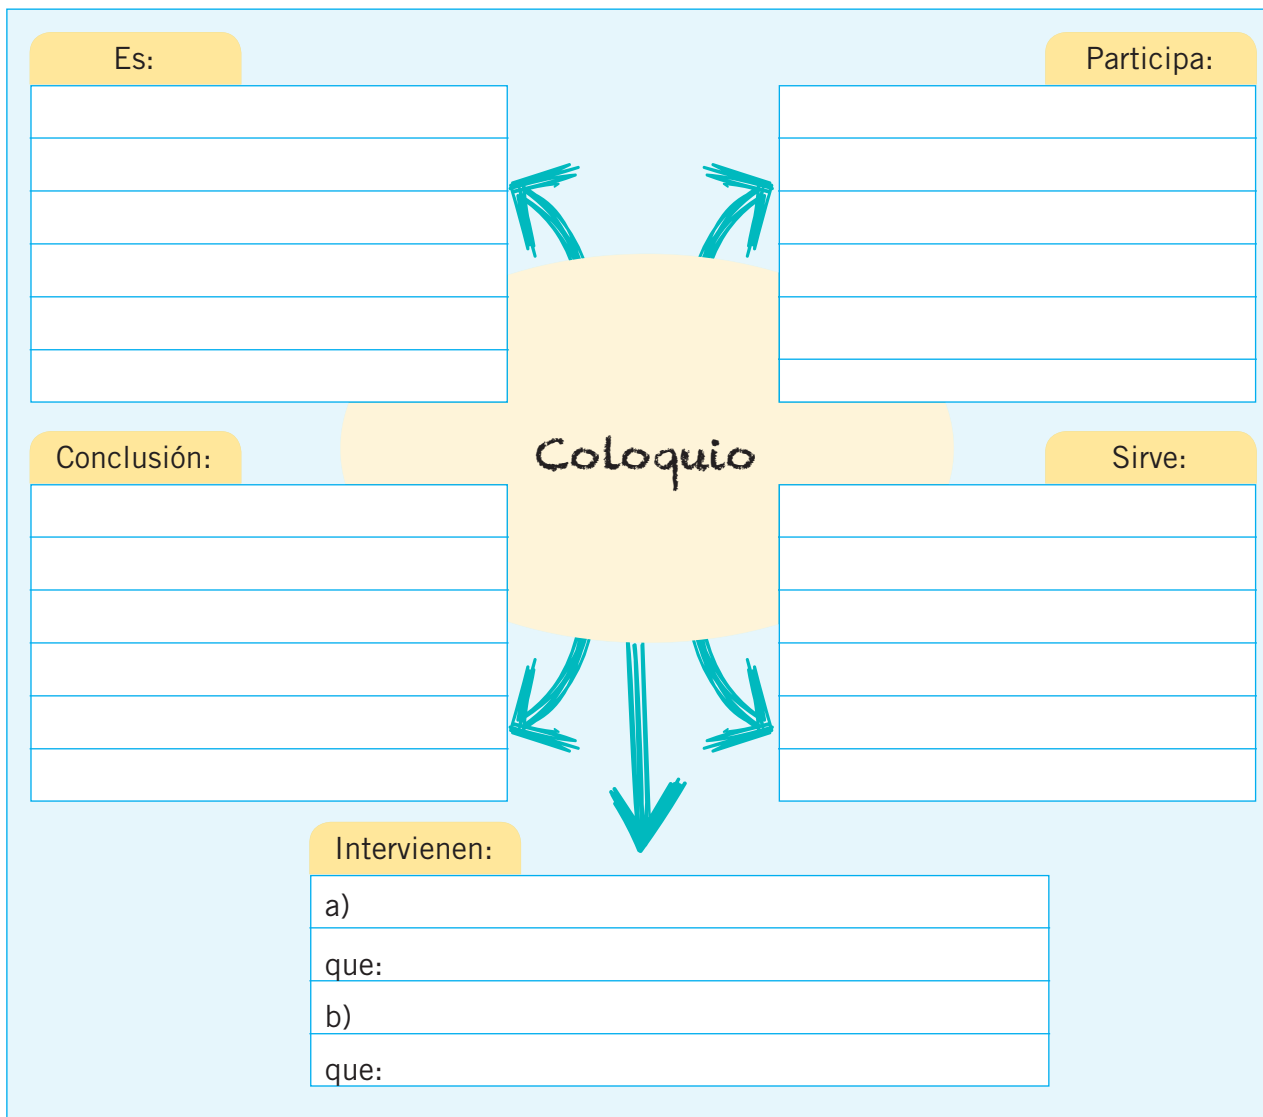 Es:
Participa:
Coloquio
Conclusión:
Sirve:
Intervienen:
a)
que:
b)
que: